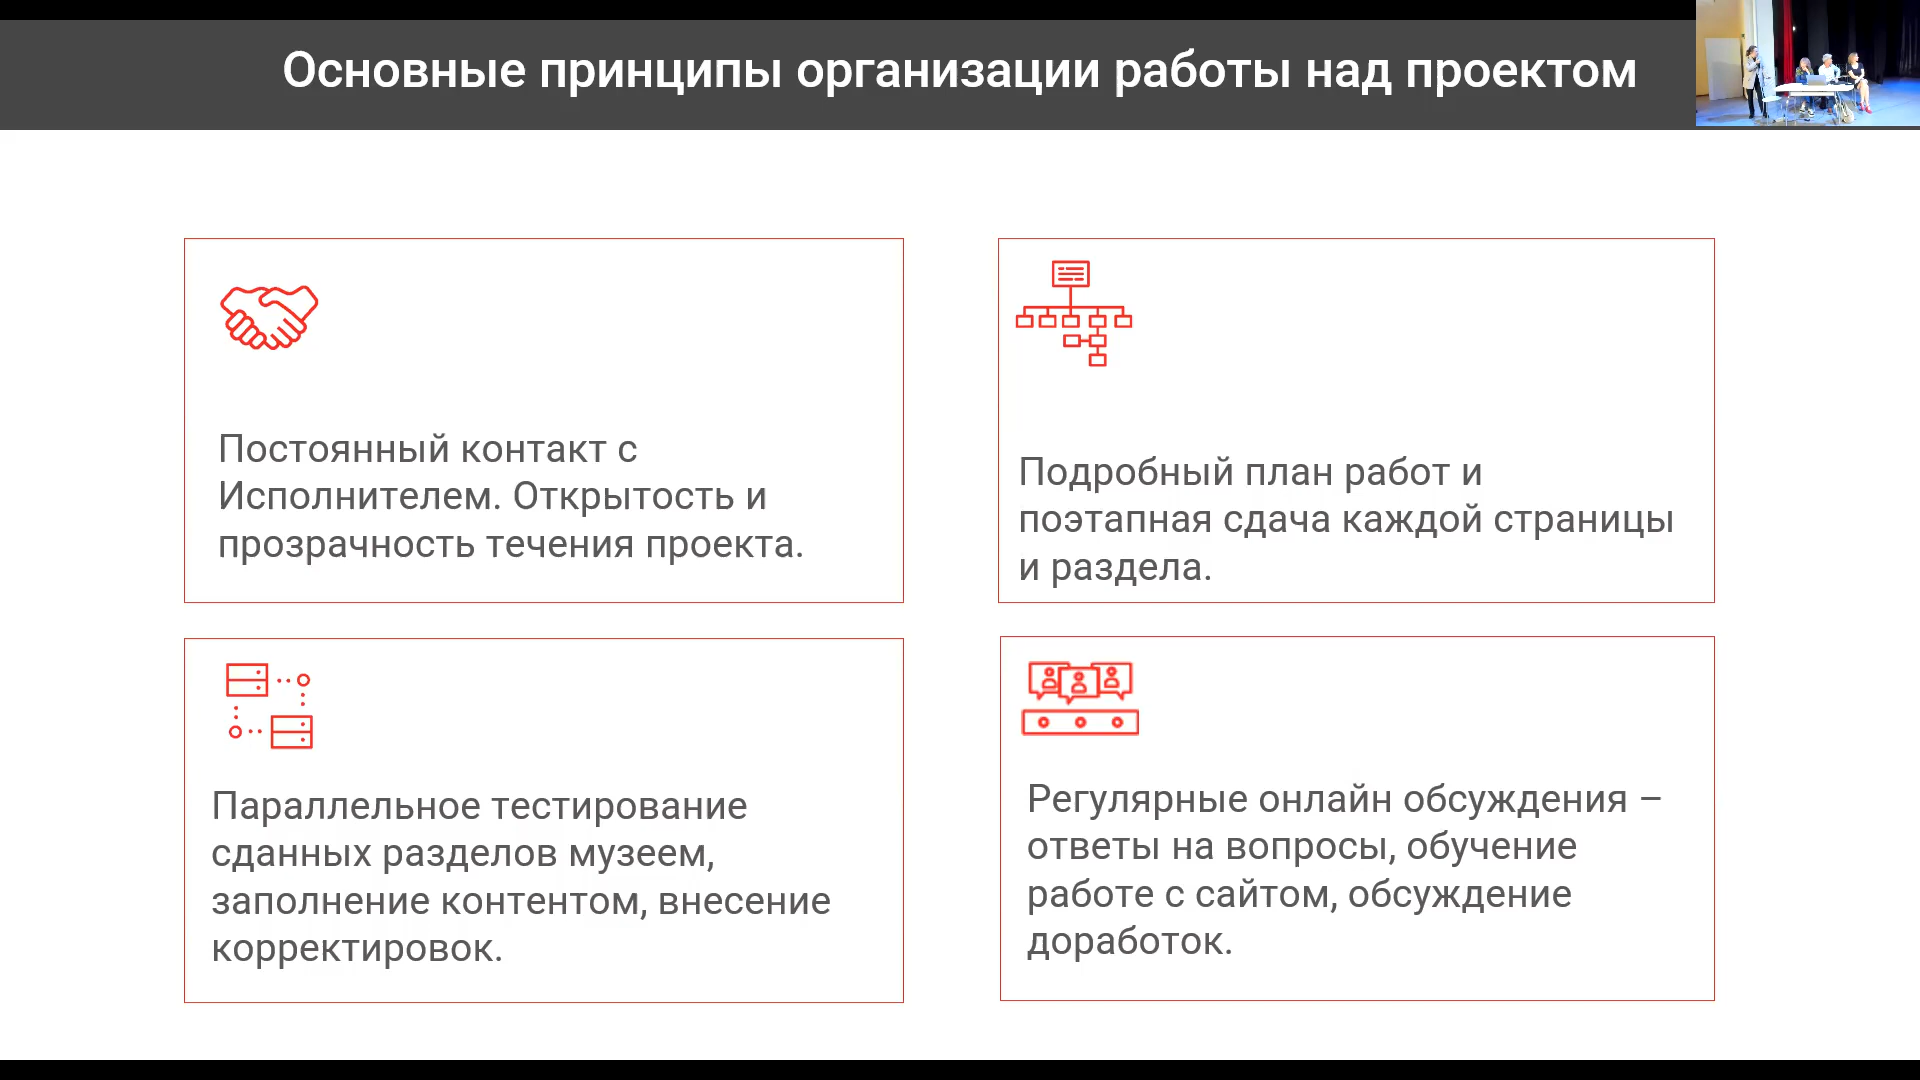 Основные принципы организации работы над проектом
Постоянный контакт с
Исполнителем. Открытость и
прозрачность течения проекта.
Подробный план работ и
поэтапная сдача каждой страницы
и раздела.
Параллельное тестирование
сданных разделов музеем,
заполнение контентом, внесение
корректировок.
Регулярные онлайн обсуждения –
ответы на вопросы, обучение
работе с сайтом, обсуждение
доработок.